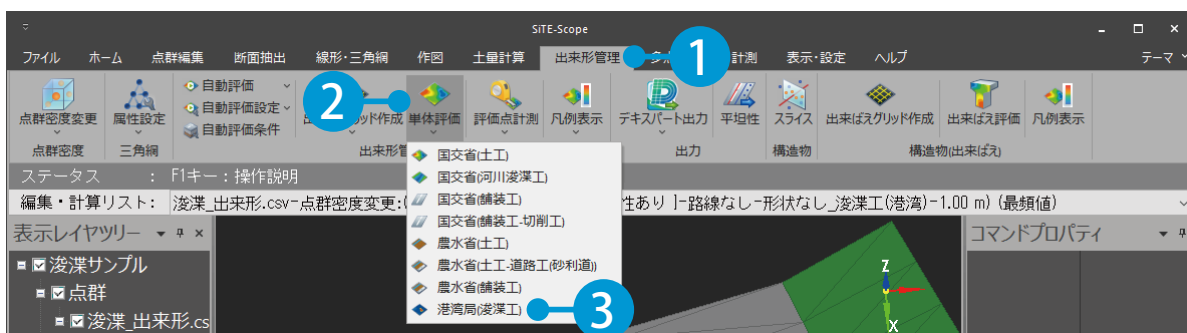 SiTE-Scope
ファイル ホーム 点群編集 断面抽出 線形・三角網 作図 土量計算 出来形管理 1 計測 表示・設定 ヘルプ テーマ
自動評価
2
点群密度変更 属性設定 自動評価設定 グリッド作成 単体評価 評価点計測 凡例表示 デキスパート出力 平坦性 スライス 出来ばえグリッド作成 出来ばえ評価 凡例表示
自動評価条件
点群密度 三角網 出来形 出力 構造物 構造物(出来ばえ)
国交省(土工)
ステータス : F1キー:操作説明
国交省(河川浚渫工)
編集・計算リスト: 浚渫_出来形.csv-点群密度変更:( 性あり ]-路線なし-形状なし_浚渫工(港湾)-1.00 m) (最頻値)
国交省(舗装工)
国交省(舗装工-切削工)
表示レイヤツリー コマンドプロパティ
農水省(土工)
浚渫サンプル
農水省(土工-道路工(砂利道))
点群
農水省(舗装工)
港湾局(浚渫工) 3
浚渫_出来形.cs
Z
X